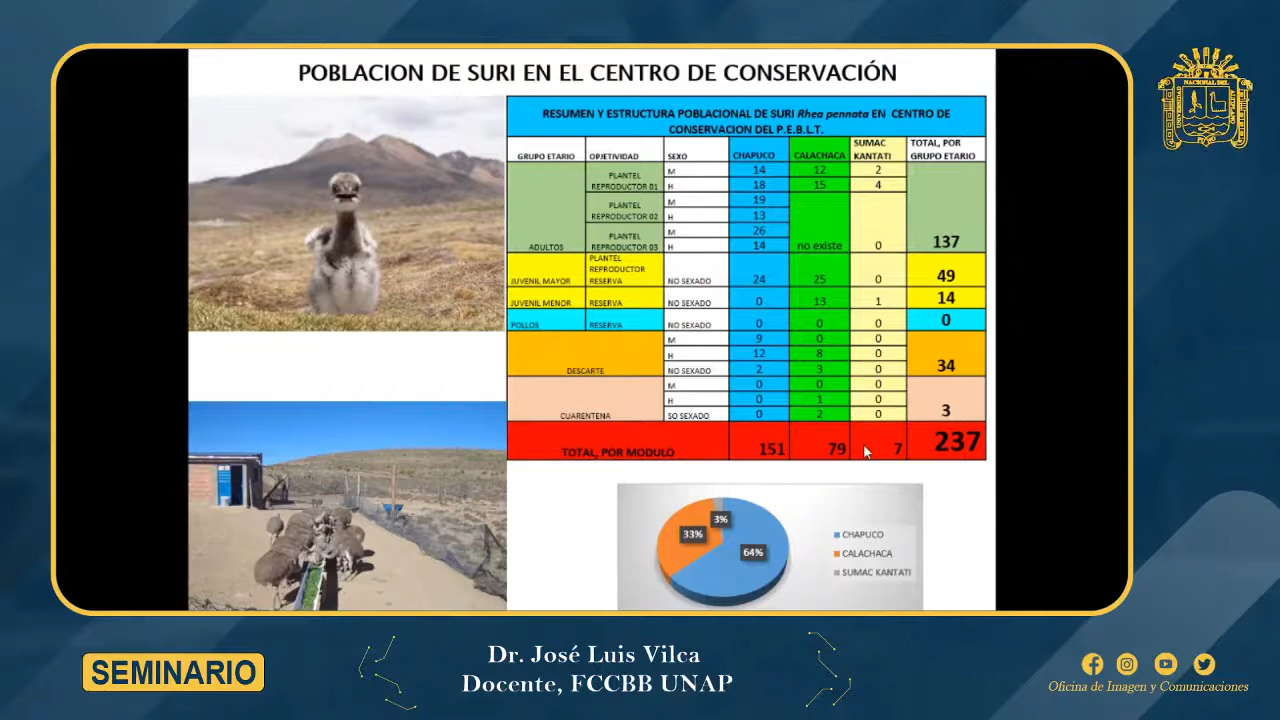 POBLACION DE SURI EN EL CENTRO DE CONSERVACIÓN
RESUMEN Y ESTRUCTURA POBLACIONAL DE SURI Rhea pennata EN CENTRO DE
CONSERVACION DEL P.E.B.L.T.
GRUPO ETARIO OPJETIVIDAD SEXO CHAPUCO CALACHACA SUMAC KANTATI TOTAL, POR GRUPO ETARIO
ADULTOS PLANTEL REPRODUCTOR 01 M 14 12 2
H 18 15 4
PLANTEL REPRODUCTOR 02 M 19
H 13
PLANTEL REPRODUCTOR 03 M 26
H 14 no existe 0 137
JUVENIL MAYOR PLANTEL REPRODUCTOR RESERVA NO SEXADO 24 25 0 49
JUVENIL MENOR RESERVA NO SEXADO 0 13 1 14
POLLOS RESERVA NO SEXADO 0 0 0 0
DESCARTE M 9 0 0
H 12 8 0
NO SEXADO 2 3 0 34
CUARENTENA M 0 0 0
H 0 1 0
SO SEXADO 0 2 0 3
TOTAL, POR MODULO 151 79 7 237
3%
33%
64%
CHAPUCO
CALACHACA
SUMAC KANTATI
SEMINARIO
Dr. José Luis Vilca
Docente, FCCBB UNAP
Oficina de Imagen y Comunicaciones